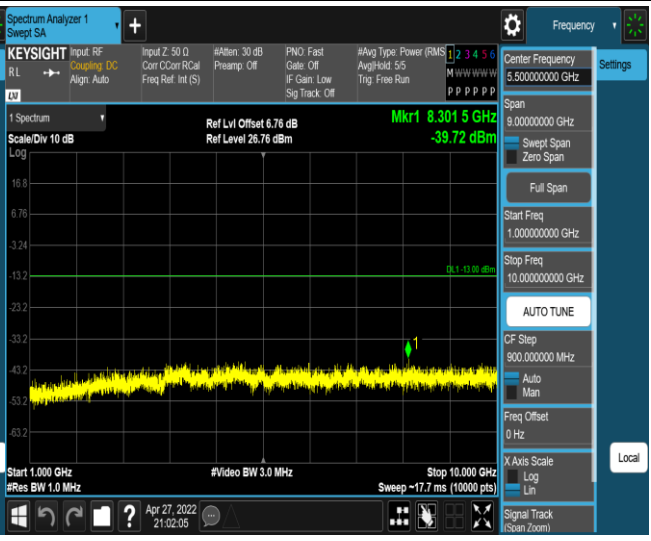 Spectrum Analyzer 1
Swept SA
+
Frequency
KEYSIGHT
RL
LXI
Input: RF
Coupling: DC
Align: Auto
Input Z: 50 Ω
Corr CCorr RCal
Freq Ref: Int (S)
#Atten: 30 dB
Preamp: Off
PNO: Fast
Gate: Off
IF Gain: Low
Sig Track: Off
#Avg Type: Power (RMS
Avg|Hold: 5/5
Trig: Free Run
1 2 3 4 5 6
M W W W W W
P P P P P P
Center Frequency
5.500000000 GHz
Settings
Span
9.00000000 GHz
Swept Span
Zero Span
Full Span
Start Freq
1.000000000 GHz
Stop Freq
10.000000000 GHz
AUTO TUNE
CF Step
900.000000 MHz
Auto
Man
Freq Offset
0 Hz
X Axis Scale
Log
Lin
Local
Signal Track
(Span Zoom)
1 Spectrum
Scale/Div 10 dB
Log
Ref Lvl Offset 6.76 dB
Ref Level 26.76 dBm
Mkr1 8.301 5 GHz
-39.72 dBm
16.8
6.76
-3.24
-13.2
DL1 -13.00 dBm
-23.2
-33.2
1
-43.2
-53.2
-63.2
Start 1.000 GHz
#Res BW 1.0 MHz
#Video BW 3.0 MHz
Stop 10.000 GHz
Sweep ~17.7 ms (10000 pts)
?
Apr 27, 2022
21:02:05